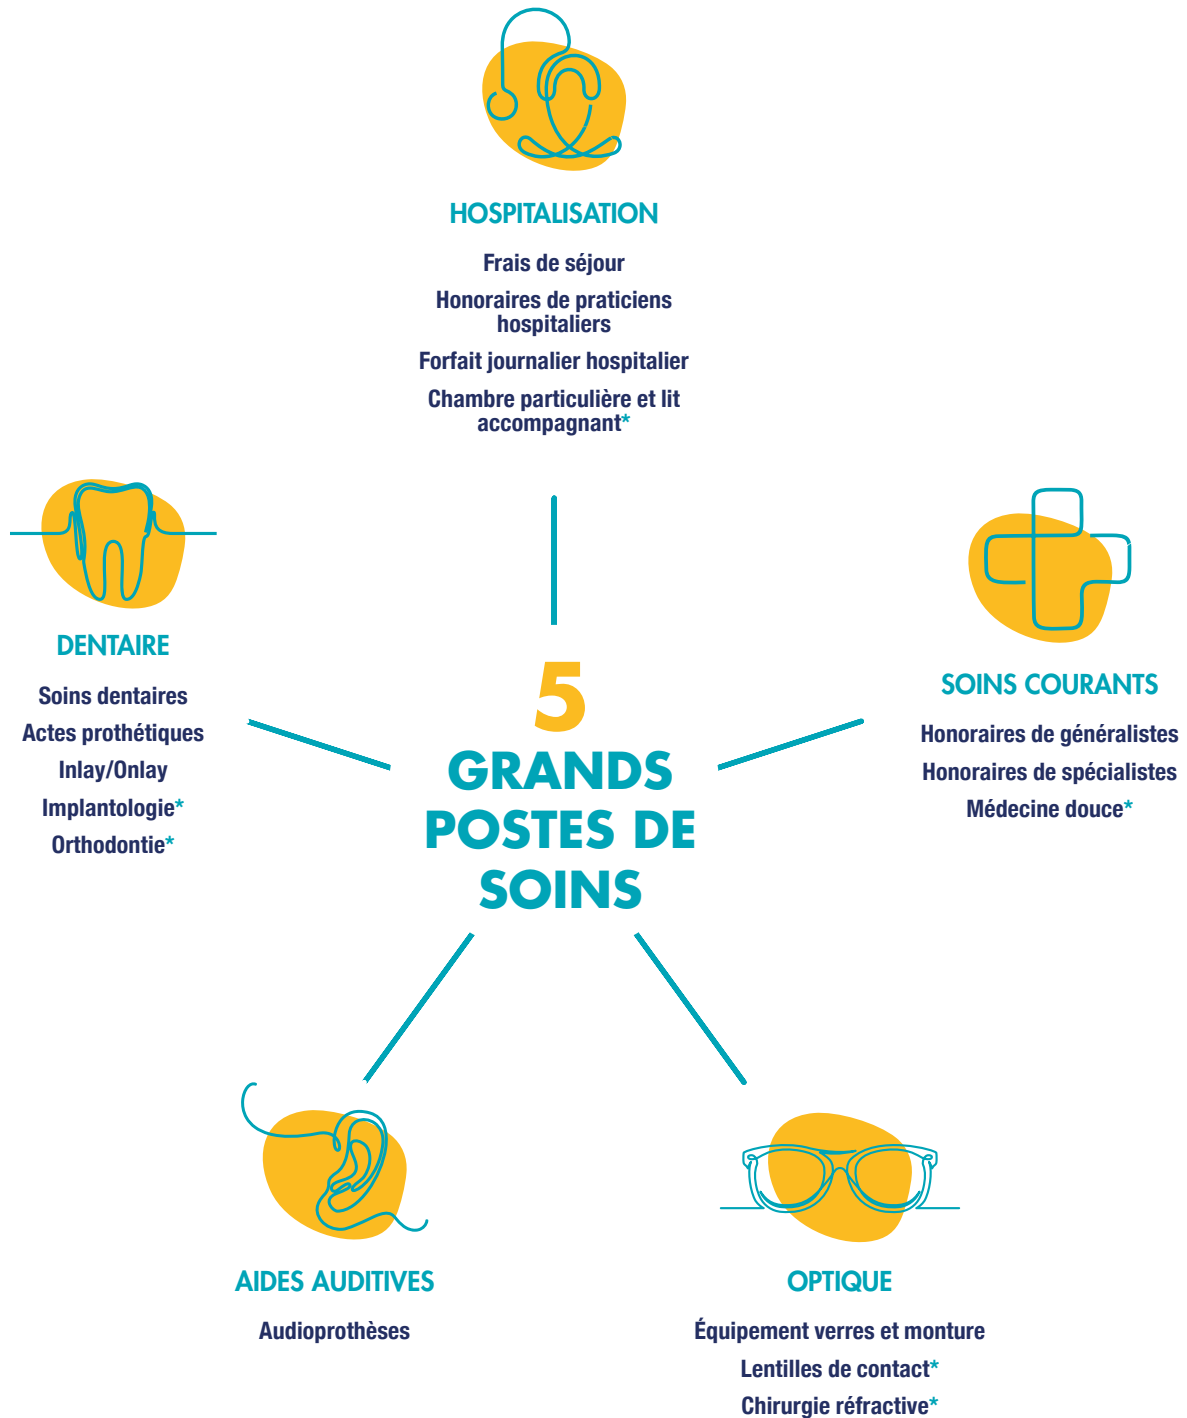 HOSPITALISATION
Frais de séjour
Honoraires de praticiens
hospitaliers
Forfait journalier hospitalier
Chambre particulière et lit
accompagnant*
DENTAIRE
Soins dentaires
Actes prothétiques
Inlay/Onlay
Implantologie*
Orthodontie*
5
GRANDS
POSTES DE
SOINS
SOINS COURANTS
Honoraires de généralistes
Honoraires de spécialistes
Médecine douce*
AIDES AUDITIVES
Audioprothèses
OPTIQUE
Équipement verres et monture
Lentilles de contact*
Chirurgie réfractive*